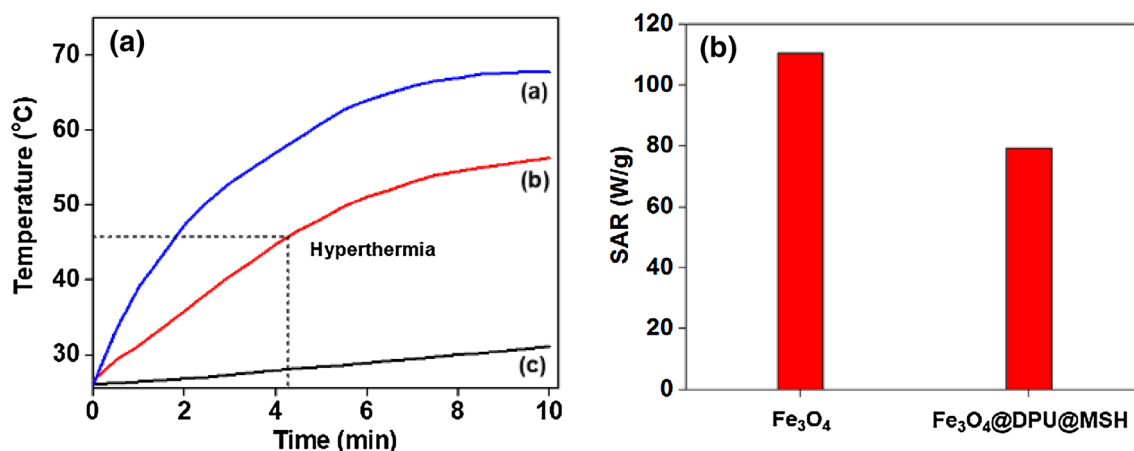 (a)
Temperature (°C)
70
60
50
40
30
(a)
(b)
Hyperthermia
(c)
0 2 4 6 8 10
Time (min)
(b)
SAR (W/g)
120
100
80
60
40
20
0
Fe₃O₄ Fe₃O₄@DPU@MSH